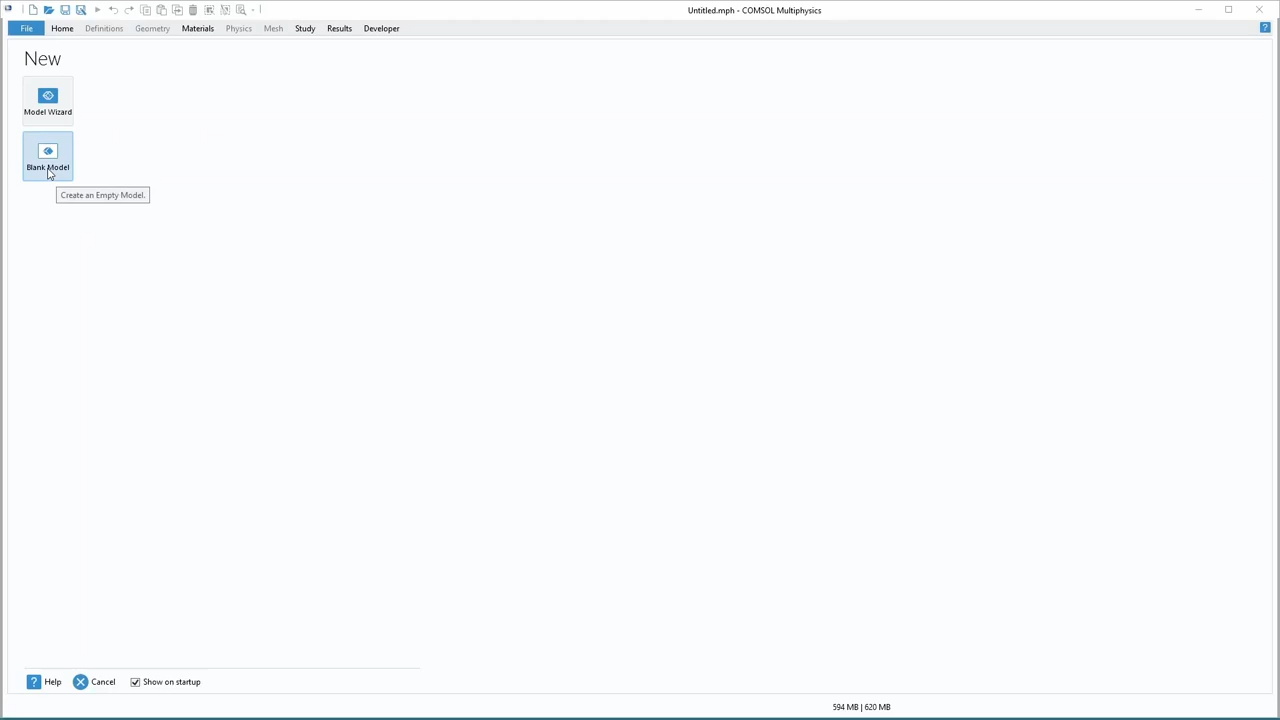 Untitled.mph - COMSOL Multiphysics
File Home Definitions Geometry Materials Physics Mesh Study Results Developer
New
Model Wizard
Blank Model
Create an Empty Model.
Help Cancel Show on startup
594 MB | 620 MB